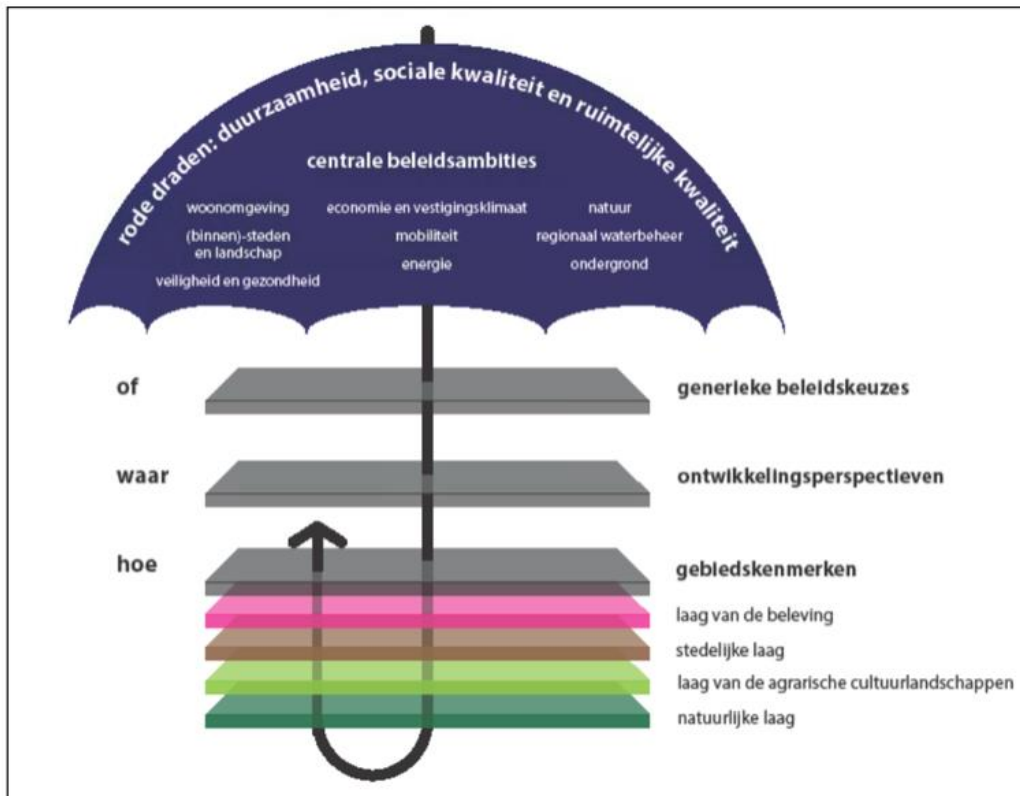 rode draden: duurzaamheid, sociale kwaliteit en ruimtelijke kwaliteit
centrale beleidsambities
woonomgeving
(binnen)-steden
en landschap
veiligheid en gezondheid
economie en vestigingsklimaat
mobiliteit
energie
natuur
regionaal waterbeheer
ondergrond
of
generieke beleidskeuzes
waar
ontwikkelingsperspectieven
hoe
gebiedskenmerken
laag van de beleving
stedelijke laag
laag van de agrarische cultuurlandschappen
natuurlijke laag